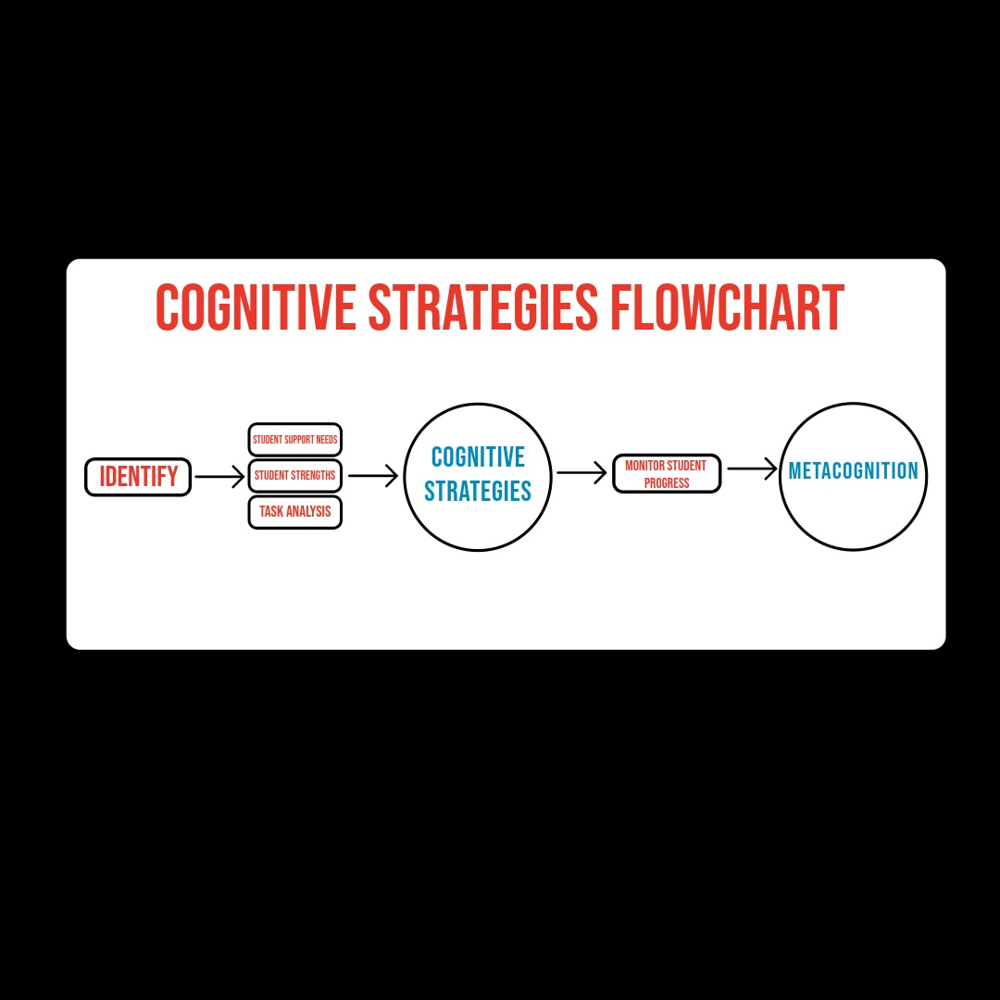 COGNITIVE STRATEGIES FLOWCHART
IDENTIFY
STUDENT SUPPORT NEEDS
STUDENT STRENGTHS
TASK ANALYSIS
COGNITIVE
STRATEGIES
MONITOR STUDENT
PROGRESS
METACOGNITION